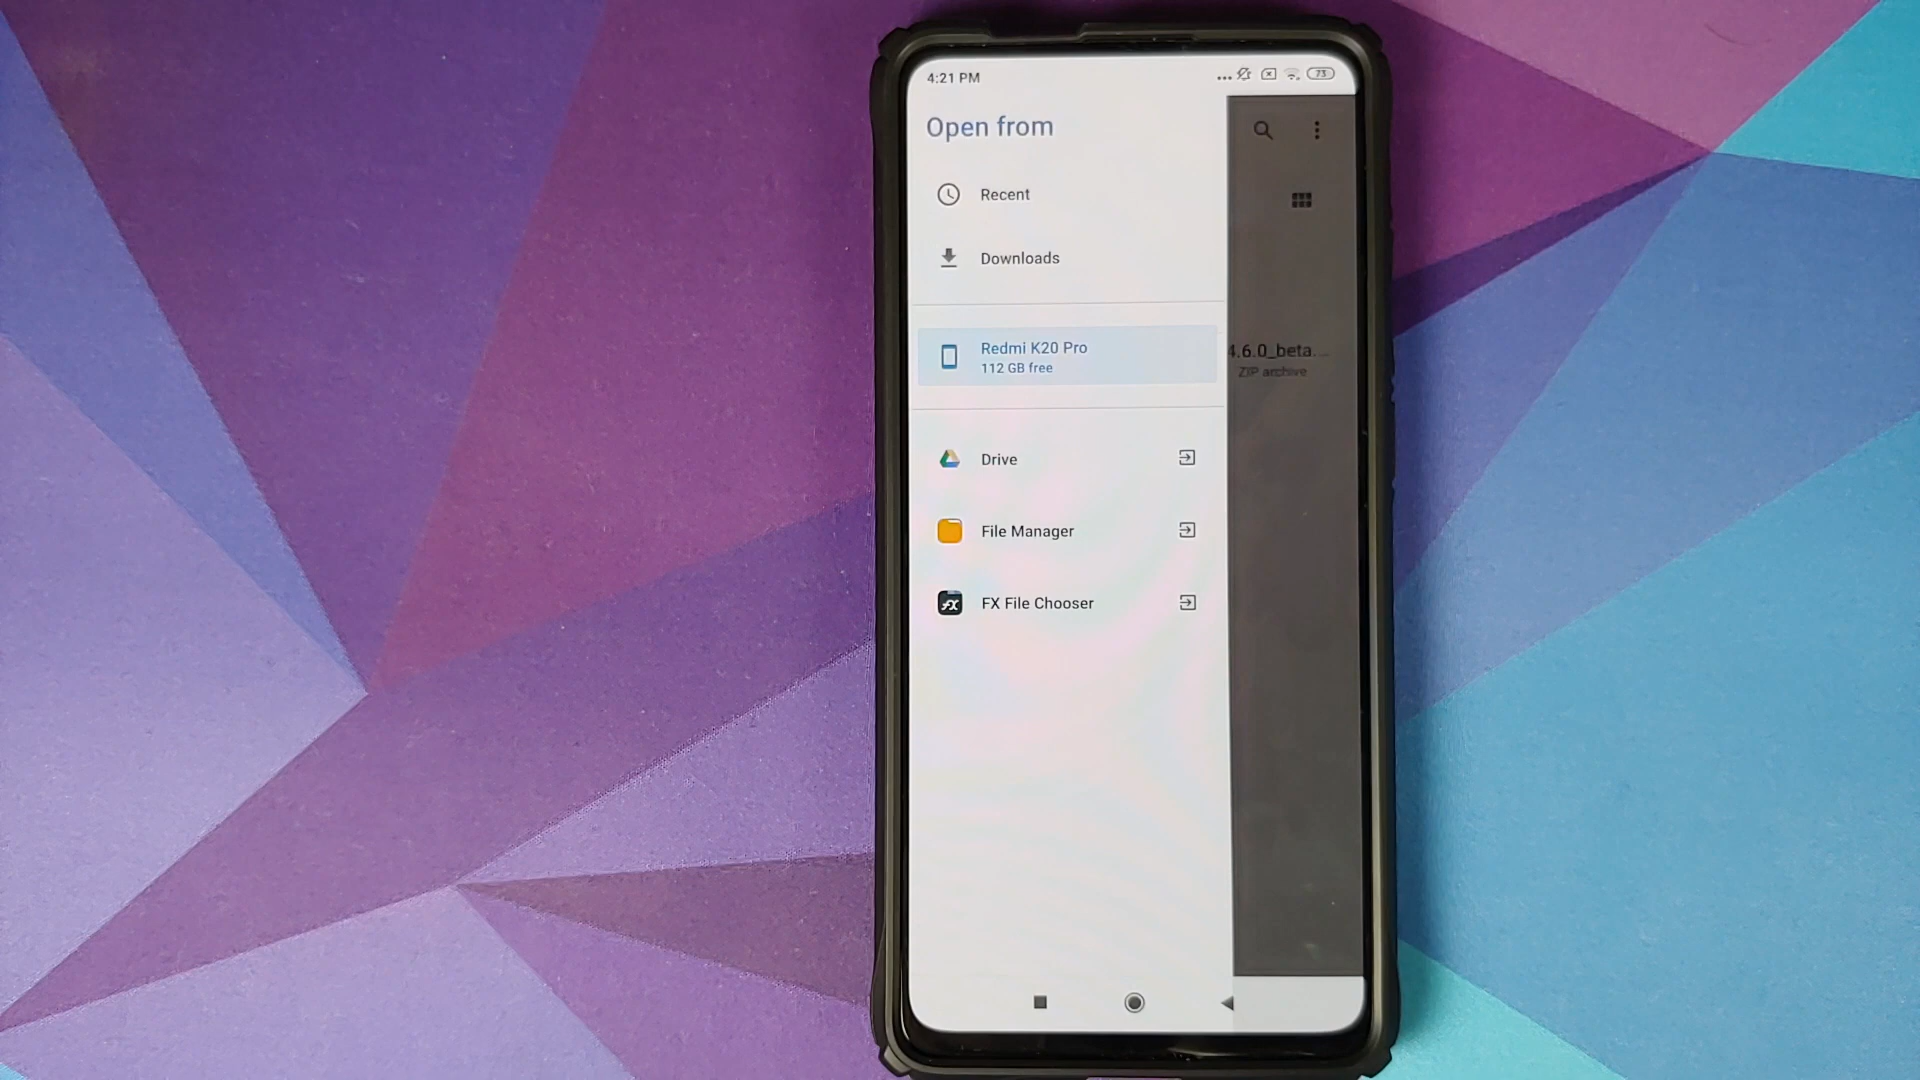 4:21 PM
73
Open from
Recent
Downloads
Redmi K20 Pro
112 GB free
4.6.0_beta...
ZIP archive
Drive
File Manager
FX File Chooser